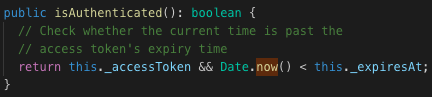 public isAuthenticated(): boolean {
// Check whether the current time is past the
// access token's expiry time
return this._accessToken && Date.now() < this._expiresAt;
}